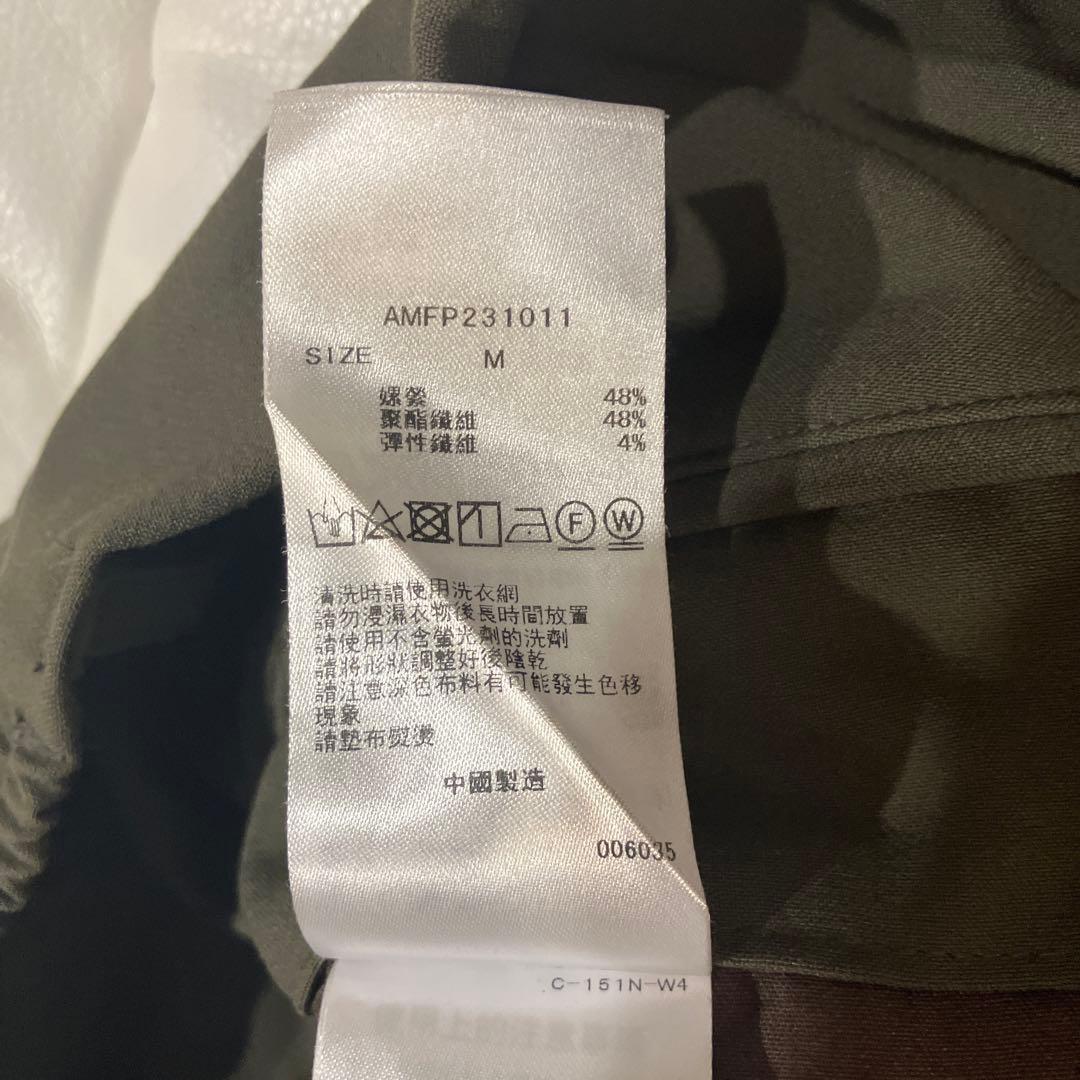 AMFP231011
SIZE M
嫘縈 48%
聚酯纖維 48%
彈性纖維 4%
F W
清洗時請使用洗衣網
請勿浸濕衣物後長時間放置
請使用不含螢光劑的洗劑
請將形狀調整好後陰乾
請注意深色布料有可能發生色移
現象
請墊布熨燙
中國製造
006035
C-151N-W4